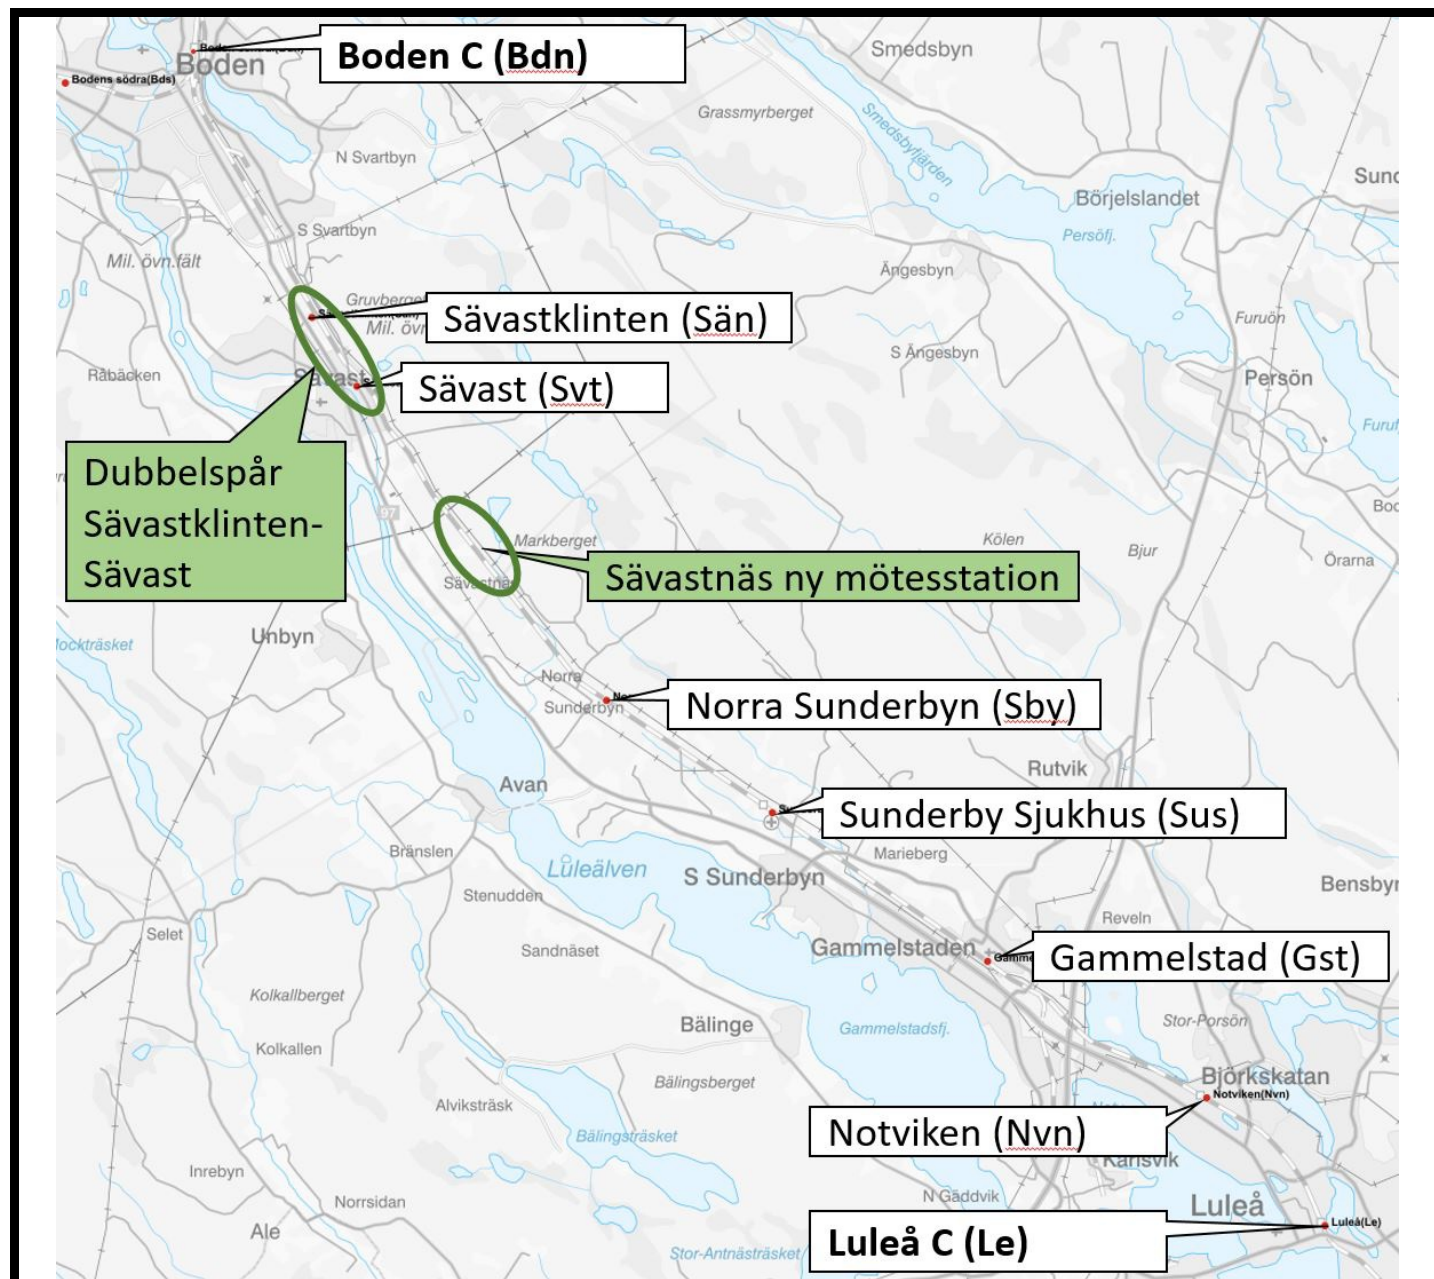 Boden C (Bdn)
Smedsbyn
Boden
Bodens södra(Bds)
Grassmyrberget
Smedsbyfjärden
N Svartbyn
Börjelslandet
S Svartbyn
Persöfj.
Mil. övn.fält
Ängesbyn
Gruvberget
Sävastklinten (Sän)
Furuön
S Ängesbyn
Råbäcken
Sävast
Sävast (Svt)
Persön
Dubbelspår
Sävastklinten-
Sävast
97
Markberget
Kölen
Bjur
Örarna
Sävastnäs ny mötesstation
Sävastnäs
Unbyn
Norra
Sunderbyn
Norra Sunderbyn (Sby)
Rutvik
Avan
Sunderby Sjukhus (Sus)
Bränslen
Luleälven
Marieberg
S Sunderbyn
Stenudden
Reveln
Selet
Sandnäset
Gammelstaden
Gammelstad (Gst)
Kolkallberget
Bälinge
Gammelstadsfj.
Stor-Porsön
Kolkallen
Bälingsberget
Björkskatan
Notviken(Nvn)
Alviksträsk
Bälingsträsket
Notviken (Nvn)
Karlsvik
Inrebyn
Norrsidan
N Gäddvik
Luleå
Luleå(Le)
Ale
Stor-Antnästräsket
Luleå C (Le)